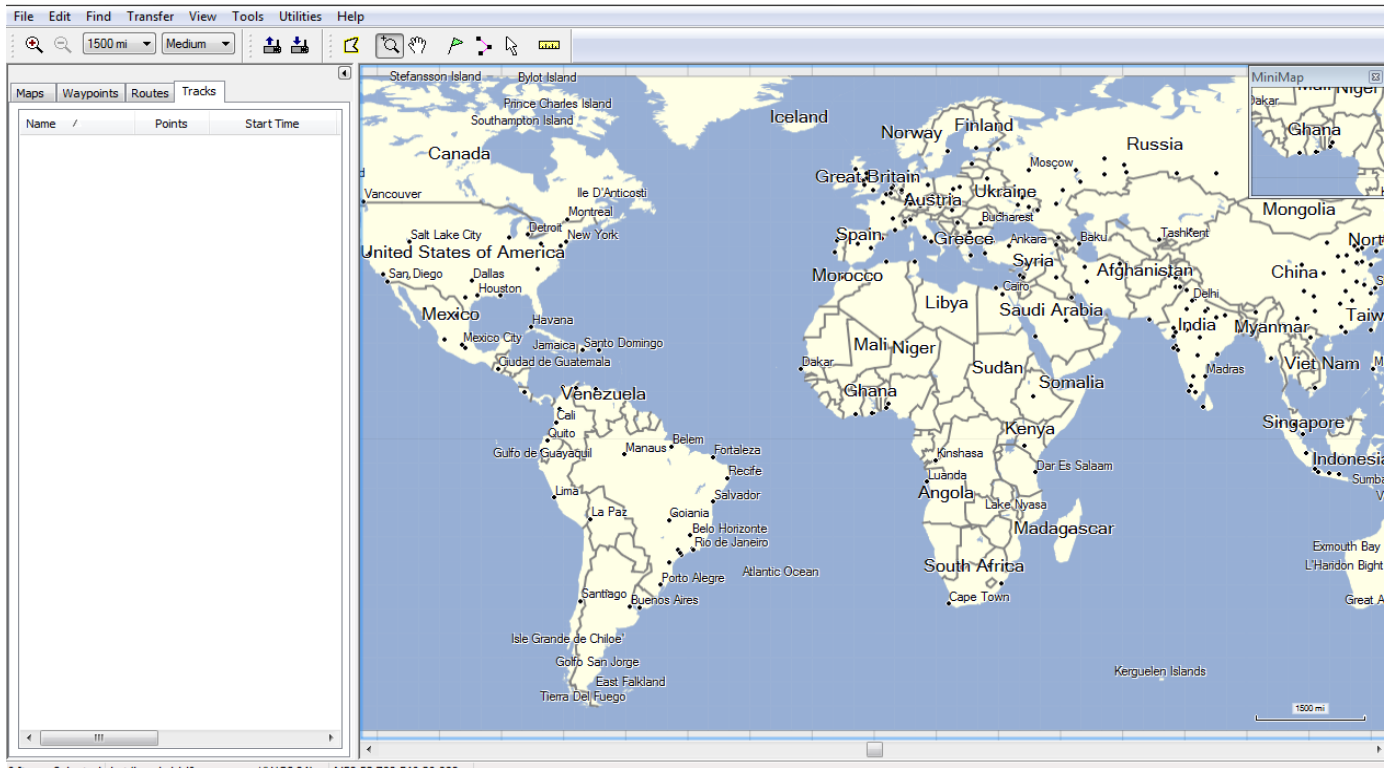 File Edit Find Transfer View Tools Utilities Help
1500 mi Medium
Maps Waypoints Routes Tracks
Name / Points Start Time
MiniMap
Dakar
Niger
Ghana
Stefansson Island
Bylot Island
Prince Charles Island
Southampton Island
Iceland
Norway
Finland
Russia
Canada
Moscow
Great Britain
Ukraine
Vancouver
Ile D'Anticosti
Austria
Mongolia
Montreal
Bucharest
Salt Lake City
Detroit
New York
Spain
Greece
Ankara
Baku
Tashkent
Nort
United States of America
Syria
Afghanistan
China
San Diego
Dallas
Morocco
Houston
Cairo
Delhi
Libya
Saudi Arabia
Mexico
Havana
India
Myanmar
Taiw
Mexico City
Jamaica
Santo Domingo
Mali
Niger
Ciudad de Guatemala
Dakar
Sudan
Madras
Viet Nam
Venezuela
Ghana
Somalia
Cali
Quito
Belem
Kenya
Singapore
Gulfo de Guayaquil
Manaus
Fortaleza
Kinshasa
Indonesia
Recife
Dar Es Salaam
Luanda
Sumba
Lima
Salvador
Angola
Lake Nyasa
La Paz
Goiania
Belo Horizonte
Madagascar
Rio de Janeiro
Exmouth Bay
Atlantic Ocean
South Africa
L'Haridon Bight
Porto Alegre
Santiago
Buenos Aires
Cape Town
Great A
Isle Grande de Chiloe'
Golfo San Jorge
Kerguelen Islands
East Falkland
Tierra Del Fuego
1500 mi